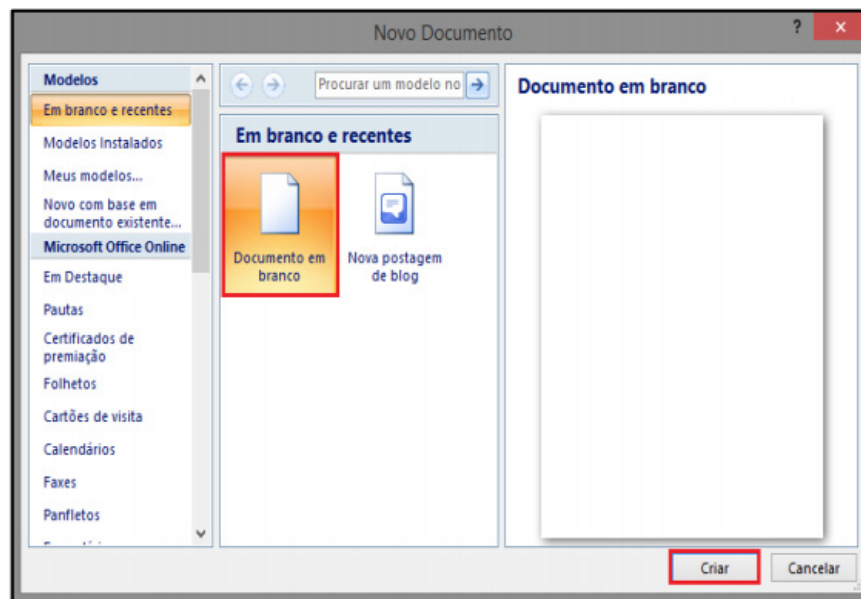 Novo Documento
?
x
Modelos
Em branco e recentes
Modelos Instalados
Meus modelos...
Novo com base em
documento existente...
Microsoft Office Online
Em Destaque
Pautas
Certificados de
premiação
Folhetos
Cartões de visita
Calendários
Faxes
Panfletos
Procurar um modelo no
Em branco e recentes
Documento em
branco
Nova postagem
de blog
Documento em branco
Criar
Cancelar